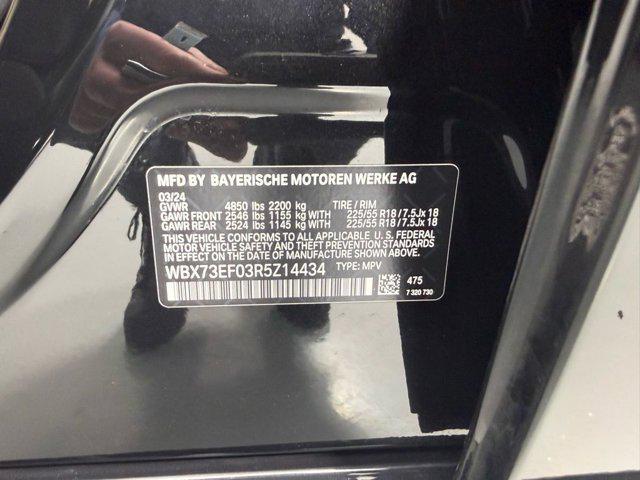 MFD BY BAYERISCHE MOTOREN WERKE AG
03/24
GVWR 4850 lbs 2200 kg TIRE / RIM
GAWR FRONT 2546 lbs 1155 kg WITH 225/55 R18 / 7.5Jx 18
GAWR REAR 2524 lbs 1145 kg WITH 225/55 R18 / 7.5Jx 18
THIS VEHICLE CONFORMS TO ALL APPLICABLE U. S. FEDERAL
MOTOR VEHICLE SAFETY AND THEFT PREVENTION STANDARDS
IN EFFECT ON THE DATE OF MANUFACTURE SHOWN ABOVE.
WBX73EF03R5Z14434 TYPE: MPV
475
7 320 730